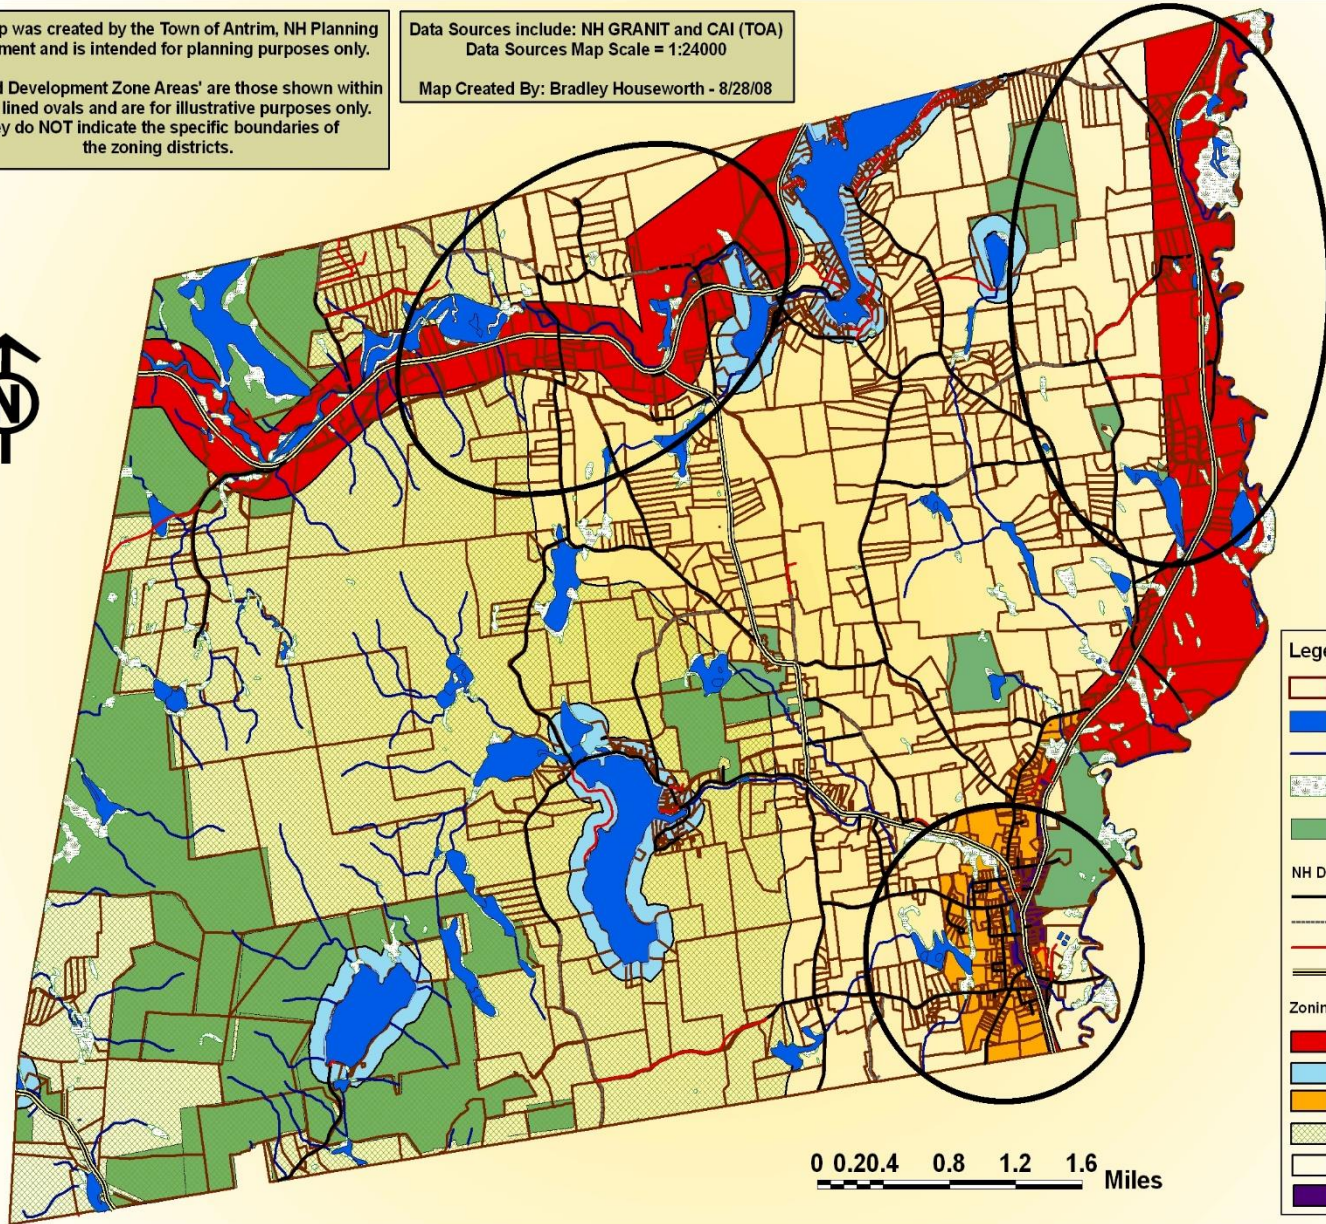 p was created by the Town of Antrim, NH Planning
ment and is intended for planning purposes only.
d Development Zone Areas' are those shown within
lined ovals and are for illustrative purposes only.
y do NOT indicate the specific boundaries of
the zoning districts.
Data Sources include: NH GRANIT and CAI (TOA)
Data Sources Map Scale = 1:24000
Map Created By: Bradley Houseworth - 8/28/08
N
Lege
NH D
Zonin
0 0.20.4 0.8 1.2 1.6
Miles